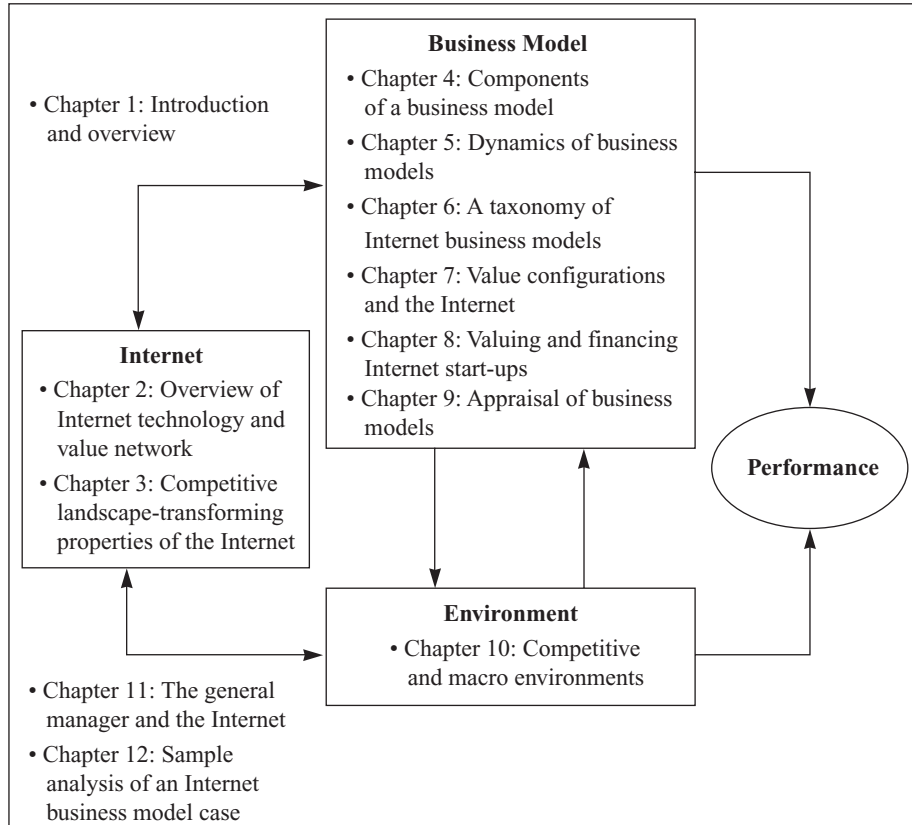 • Chapter 1: Introduction
and overview
Business Model
• Chapter 4: Components
of a business model
• Chapter 5: Dynamics of business
models
• Chapter 6: A taxonomy of
Internet business models
• Chapter 7: Value configurations
and the Internet
• Chapter 8: Valuing and financing
Internet start-ups
• Chapter 9: Appraisal of business
models
Internet
• Chapter 2: Overview of
Internet technology and
value network
• Chapter 3: Competitive
landscape-transforming
properties of the Internet
Performance
Environment
• Chapter 10: Competitive
and macro environments
• Chapter 11: The general
manager and the Internet
• Chapter 12: Sample
analysis of an Internet
business model case